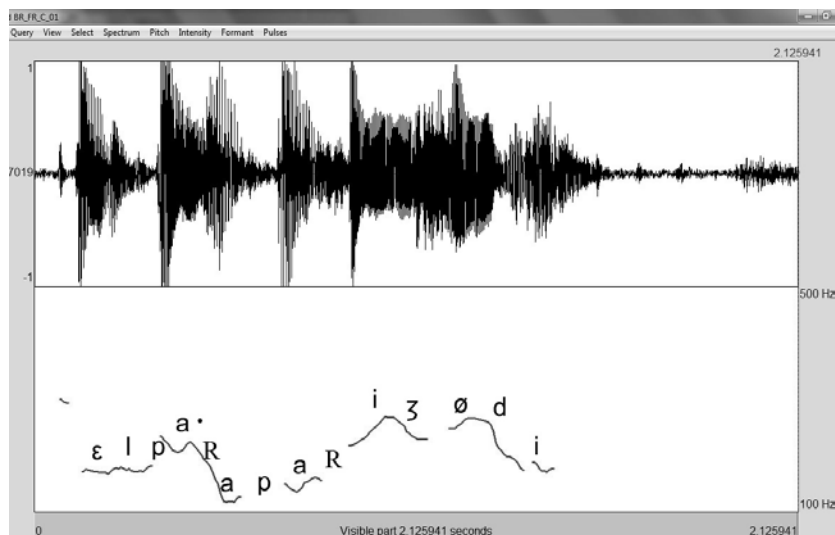 BR_FR_C_01
Query View Select Spectrum Pitch Intensity Formant Pulses
2.125941
1
7019
-1
500 Hz
i ʒ ø d
a· R
ɛ l p a p a R i
100 Hz
0 Visible part 2.125941 seconds 2.125941